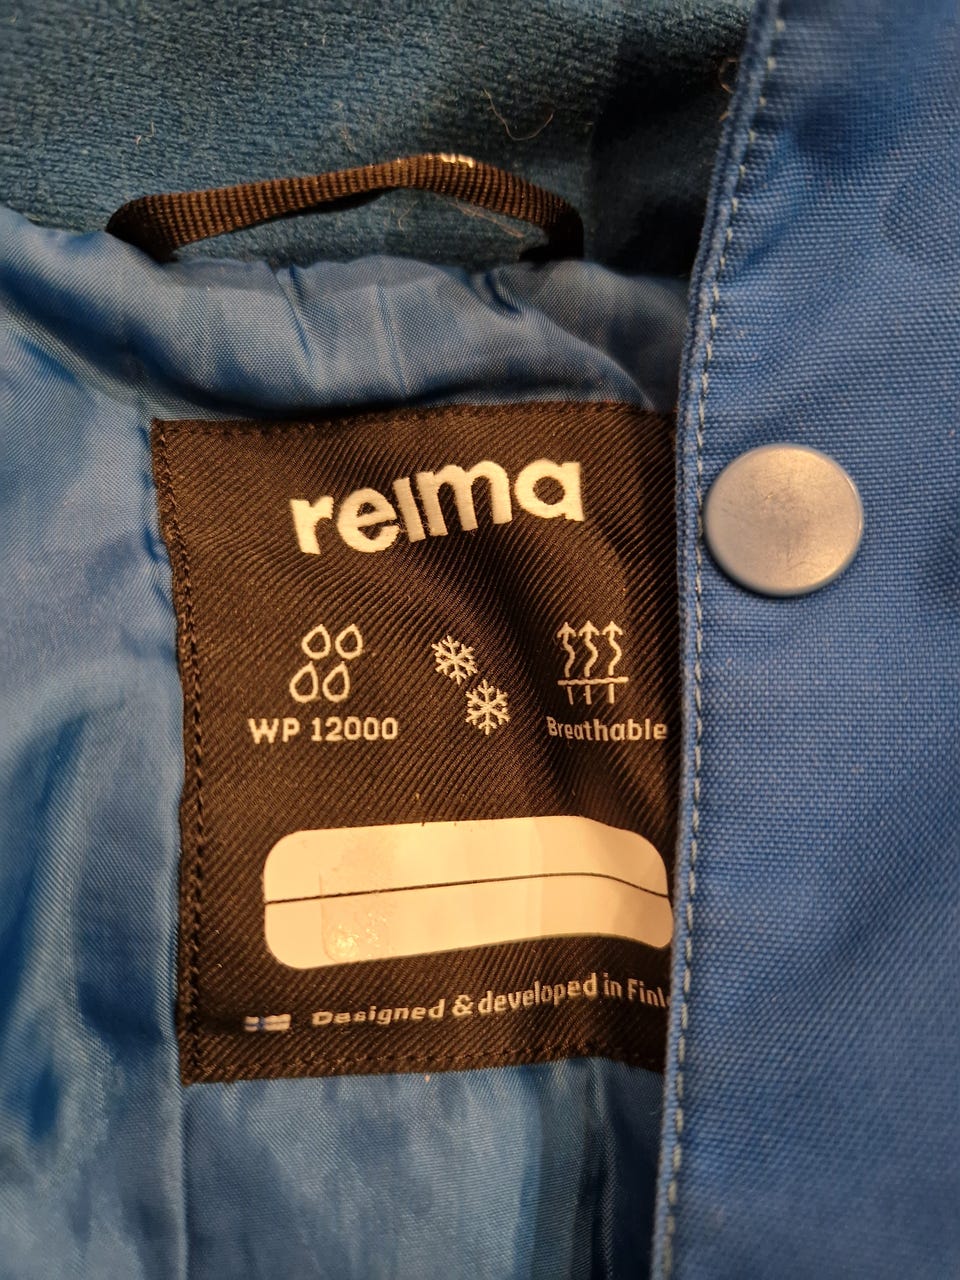 reima
WP 12000
Breathable
Designed & developed in Finl